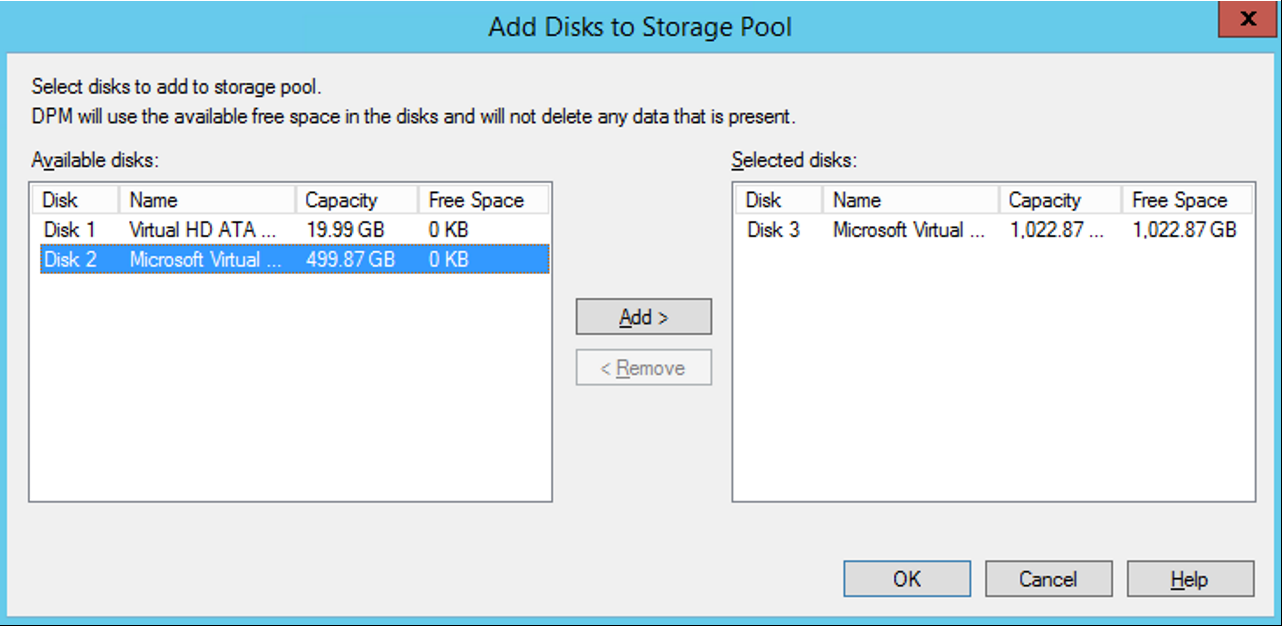 Add Disks to Storage Pool
x
Select disks to add to storage pool.
DPM will use the available free space in the disks and will not delete any data that is present.
Available disks:
Disk Name Capacity Free Space
Disk 1 Virtual HD ATA ... 19.99 GB 0 KB
Disk 2 Microsoft Virtual ... 499.87 GB 0 KB
Add >
< Remove
Selected disks:
Disk Name Capacity Free Space
Disk 3 Microsoft Virtual ... 1,022.87 ... 1,022.87 GB
OK Cancel Help